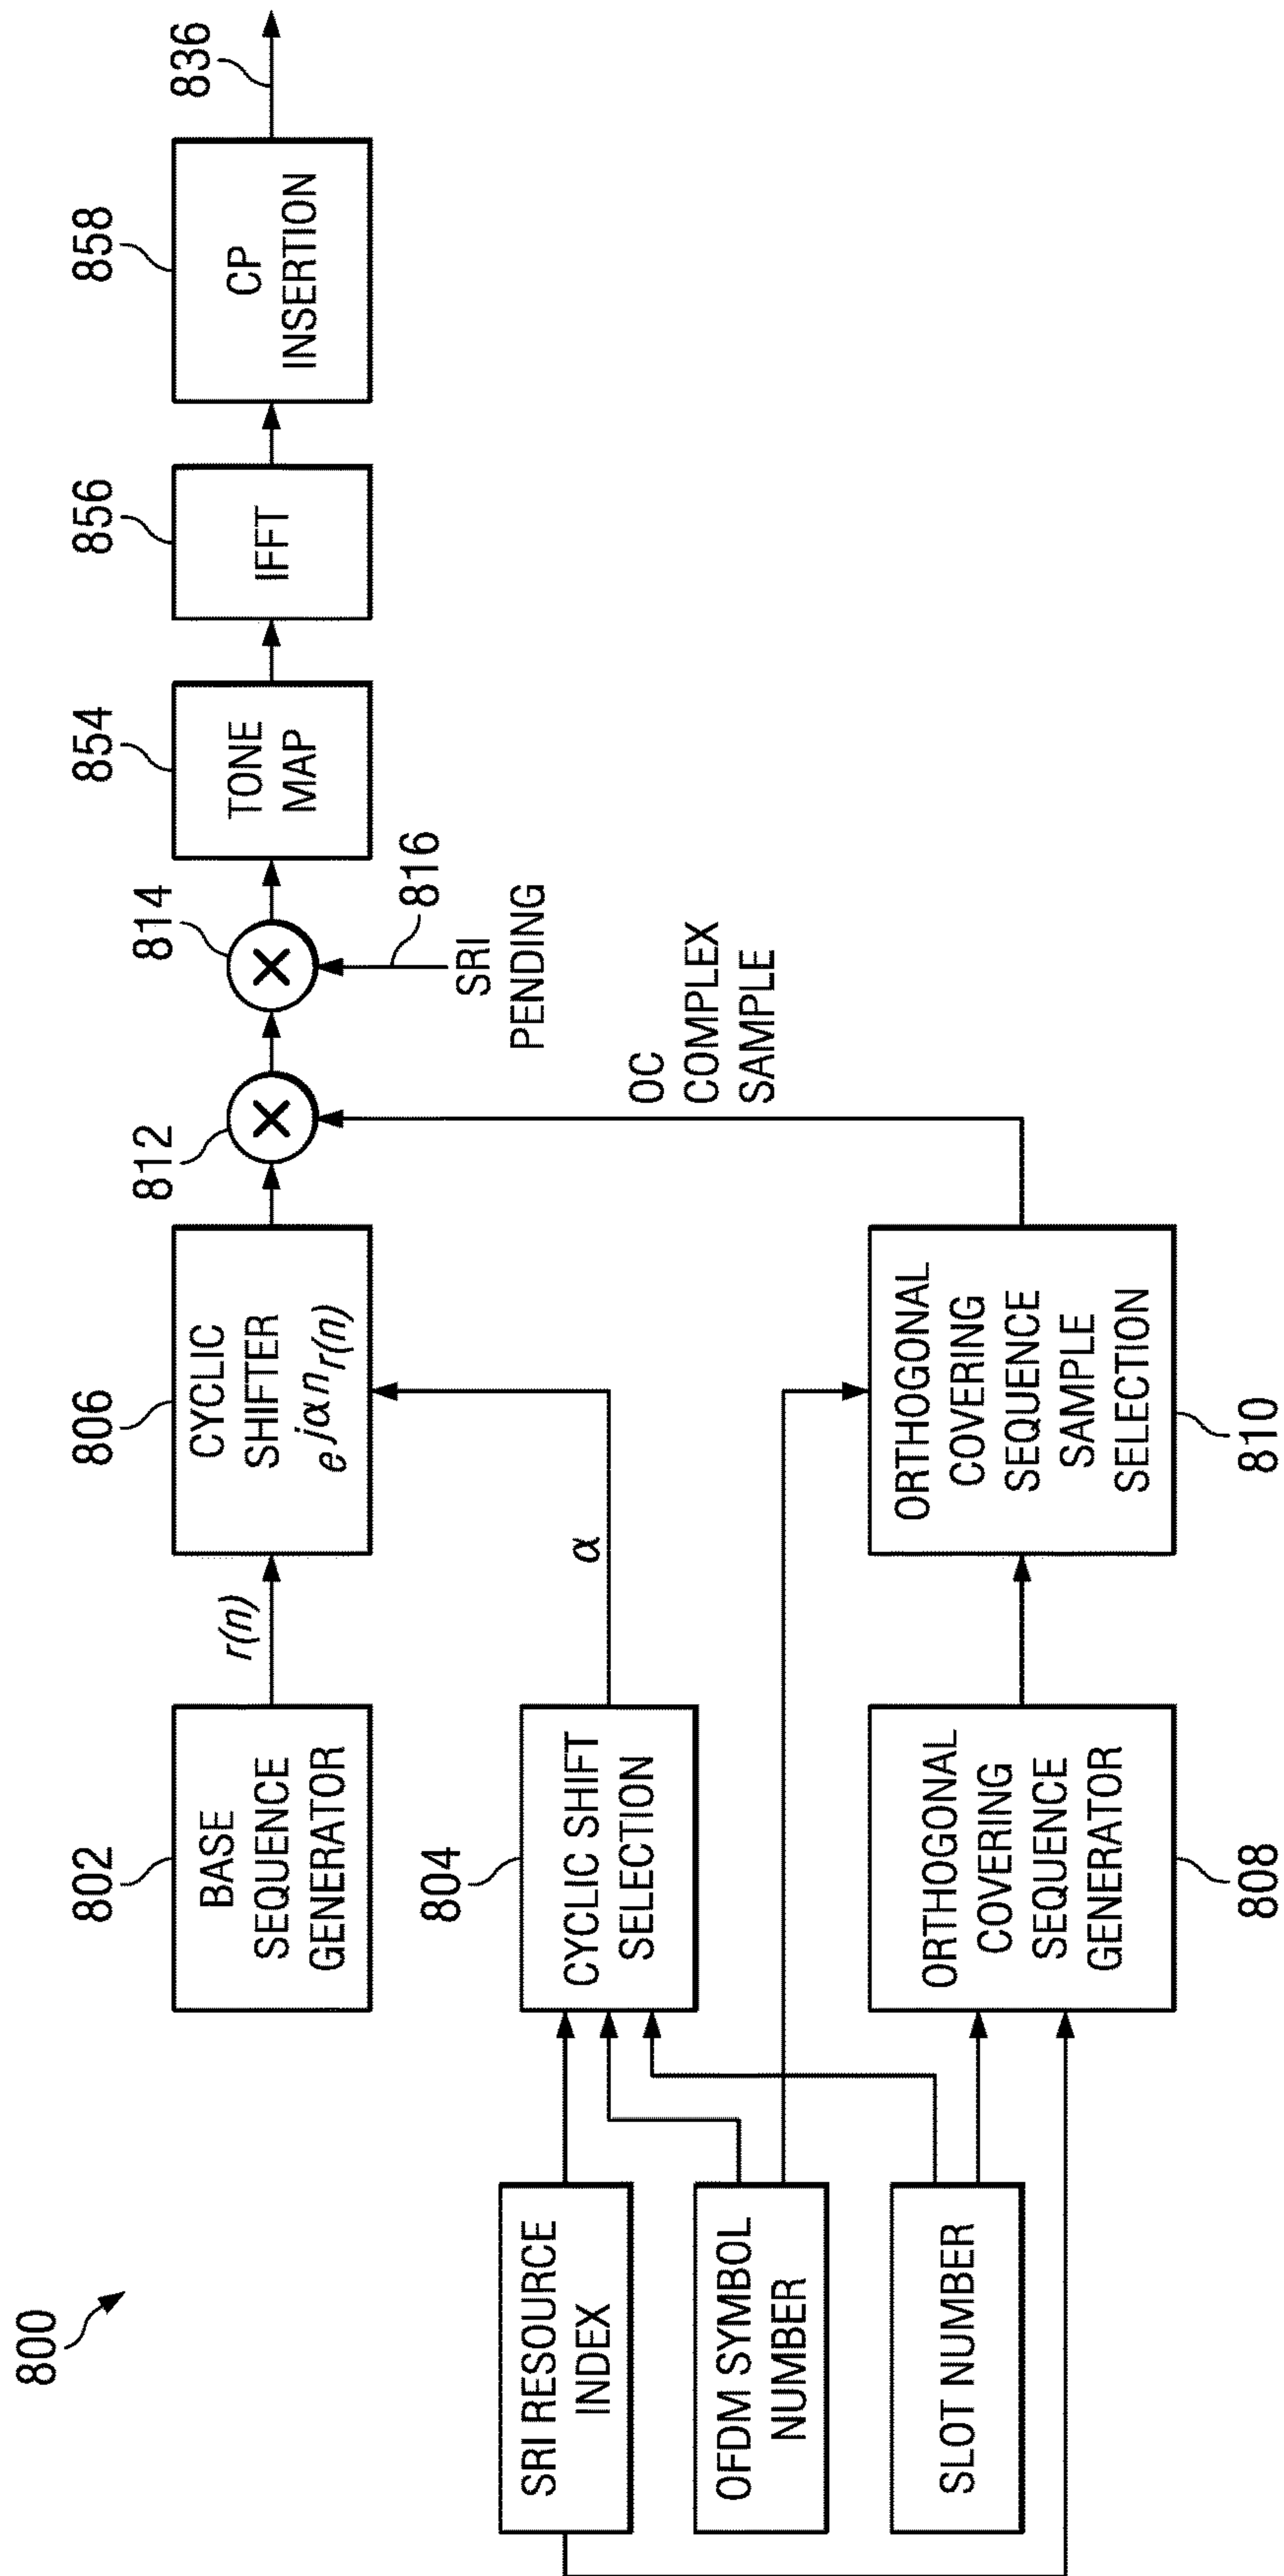 800
802
BASE
SEQUENCE
GENERATOR
r(n)
806
CYCLIC
SHIFTER
e^{jαn}r(n)
812
814
854
TONE
MAP
856
IFFT
858
CP
INSERTION
836
816
SRI
PENDING
OC
COMPLEX
SAMPLE
SRI RESOURCE
INDEX
804
CYCLIC SHIFT
SELECTION
α
OFDM SYMBOL
NUMBER
SLOT NUMBER
ORTHOGONAL
COVERING
SEQUENCE
GENERATOR
808
ORTHOGONAL
COVERING
SEQUENCE
SAMPLE
SELECTION
810